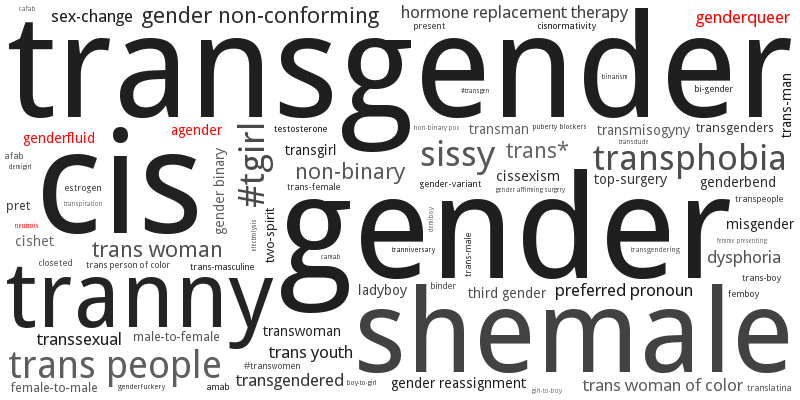 cafab
sex-change
gender non-conforming
hormone replacement therapy
genderqueer
present
cisnormativity
transgender
binarism
#transgrn
bi-gender
trans-man
genderfluid
agender
#tgirl
testosterone
non-binary poc
transman
puberty blockers
transmisogyny
transgenders
transdude
cis
afab
demigirl
gender binary
transgirl
non-binary
sissy
trans*
transphobia
cissexism
top-surgery
genderbend
estrogen
trans-female
gender-variant
gender affirming surgery
pret
transpiration
transpeople
gender
neutrois
cishet
electrolysis
two-spirit
demiboy
misgender
trans woman
camab
tranniversary
trans-male
transgendering
femme presenting
dysphoria
closeted
trans person of color
trans-masculine
tranny
ladyboy
binder
third gender
preferred pronoun
trans-boy
femboy
shemale
transsexual
male-to-female
transwoman
trans youth
trans people
#transwomen
female-to-male
genderFuckery
amab
transgendered
boy-to-girl
gender reassignment
girl-to-boy
trans woman of color
translatina